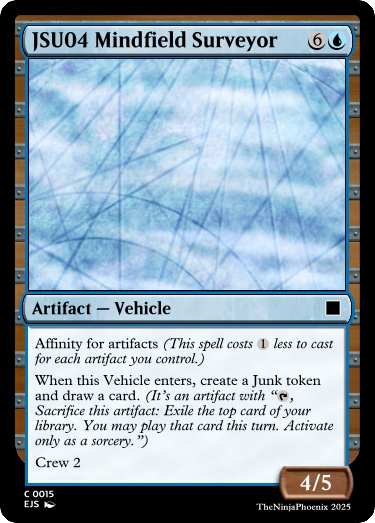 JSU04 Mindfield Surveyor 6
Artifact — Vehicle
Affinity for artifacts (This spell costs 1 less to cast
for each artifact you control.)
When this Vehicle enters, create a Junk token
and draw a card. (It's an artifact with “,
Sacrifice this artifact: Exile the top card of your
library. You may play that card this turn. Activate
only as a sorcery.”)
Crew 2
4/5
C 0015
EJS
TheNinjaPhoenix 2025